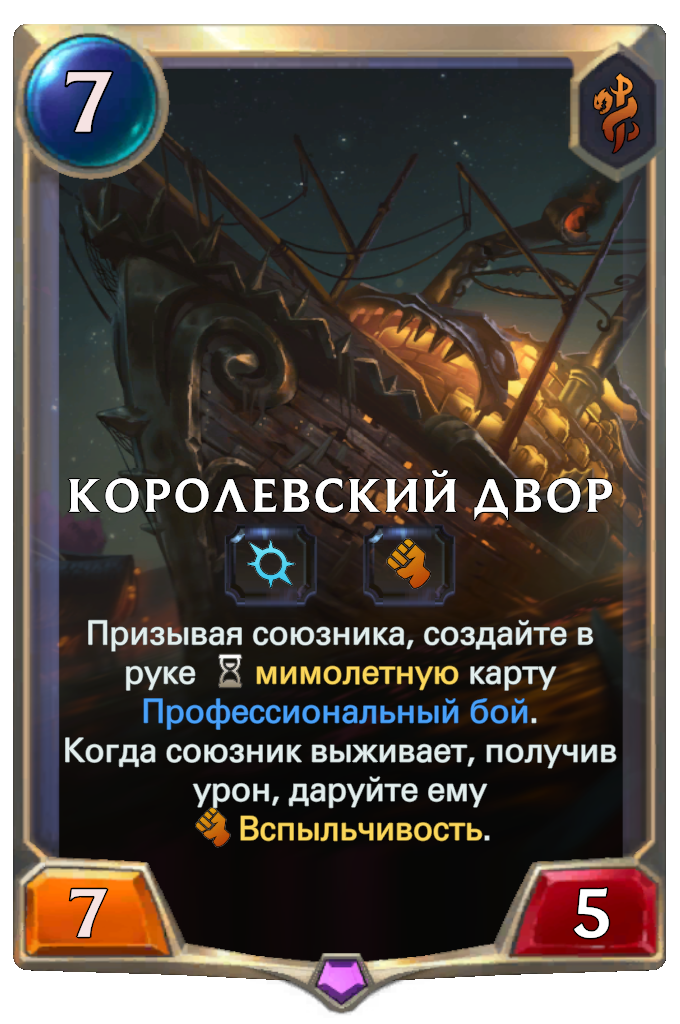 7
КОРОЛЕВСКИЙ ДВОР
Призывая союзника, создайте в
руке мимолетную карту
Профессиональный бой.
Когда союзник выживает, получив
урон, даруйте ему
Вспыльчивость.
7
5